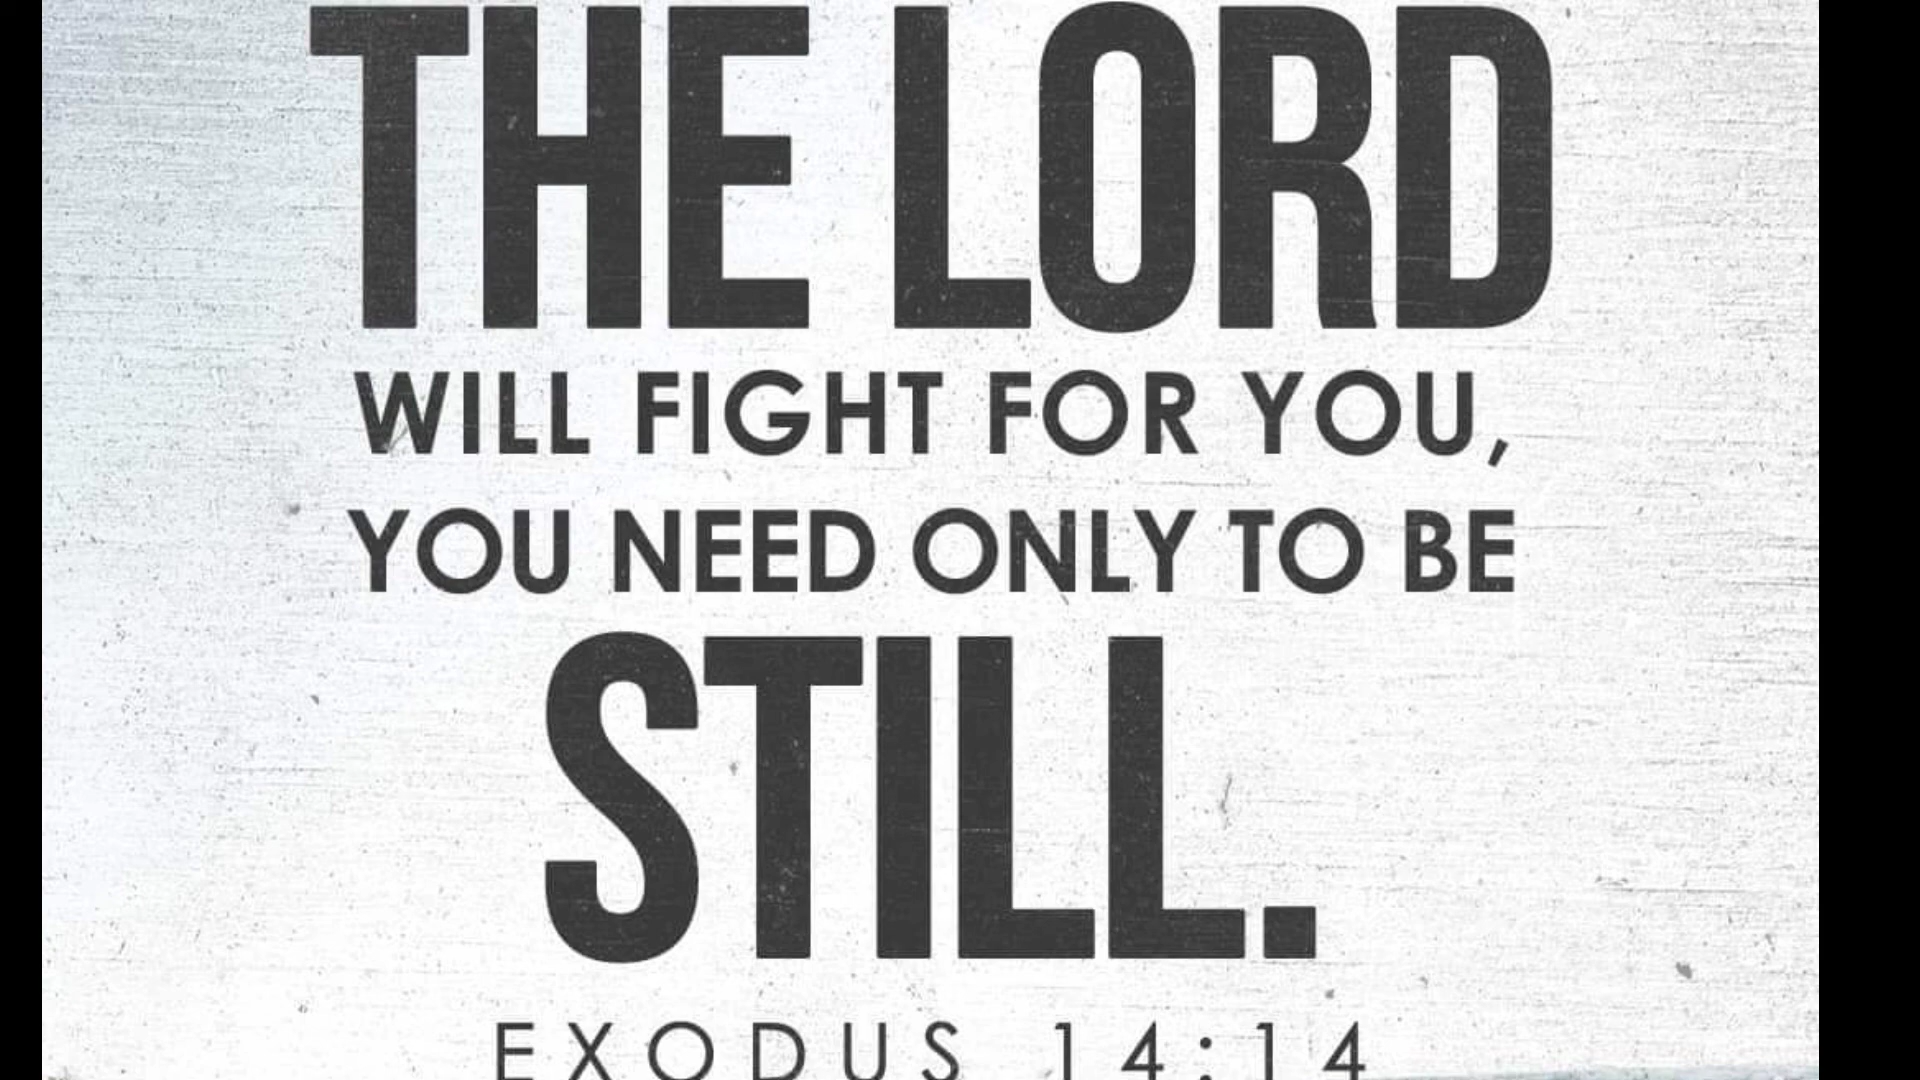 THE LORD
WILL FIGHT FOR YOU,
YOU NEED ONLY TO BE
STILL.
EXODUS 14:14